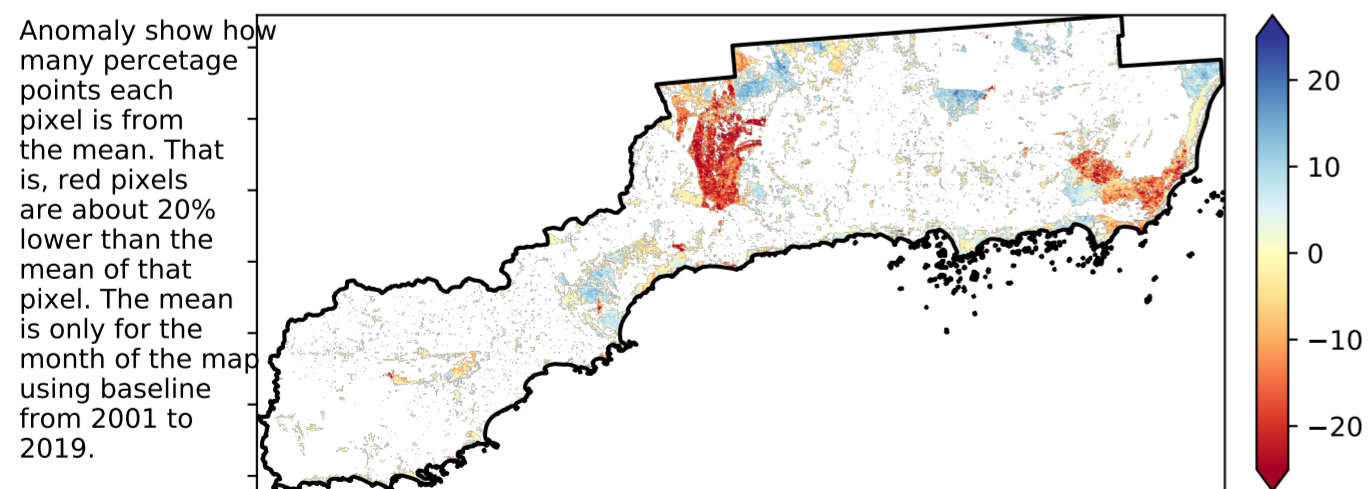 Anomaly show how
many percetage
points each
pixel is from
the mean. That
is, red pixels
are about 20%
lower than the
mean of that
pixel. The mean
is only for the
month of the map
using baseline
from 2001 to
2019.
20
10
0
−10
−20